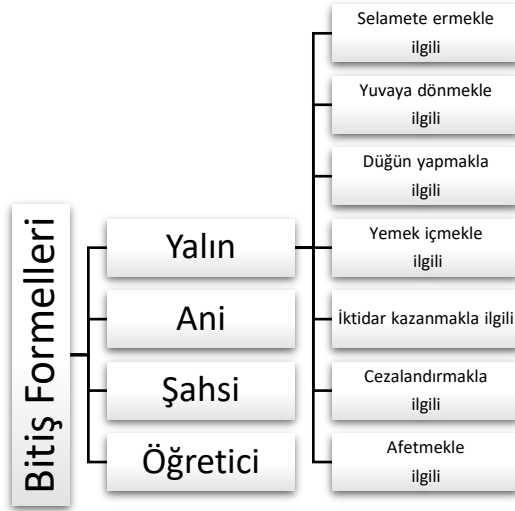 Bitiş Formelleri
Yalın
Ani
Şahsi
Öğretici
Selamete ermekle
ilgili
Yuvaya dönmekle
ilgili
Düğün yapmakla
ilgili
Yemek içmekle
ilgili
İktidar kazanmakla ilgili
Cezalandırmakla
ilgili
Afetmekle
ilgili